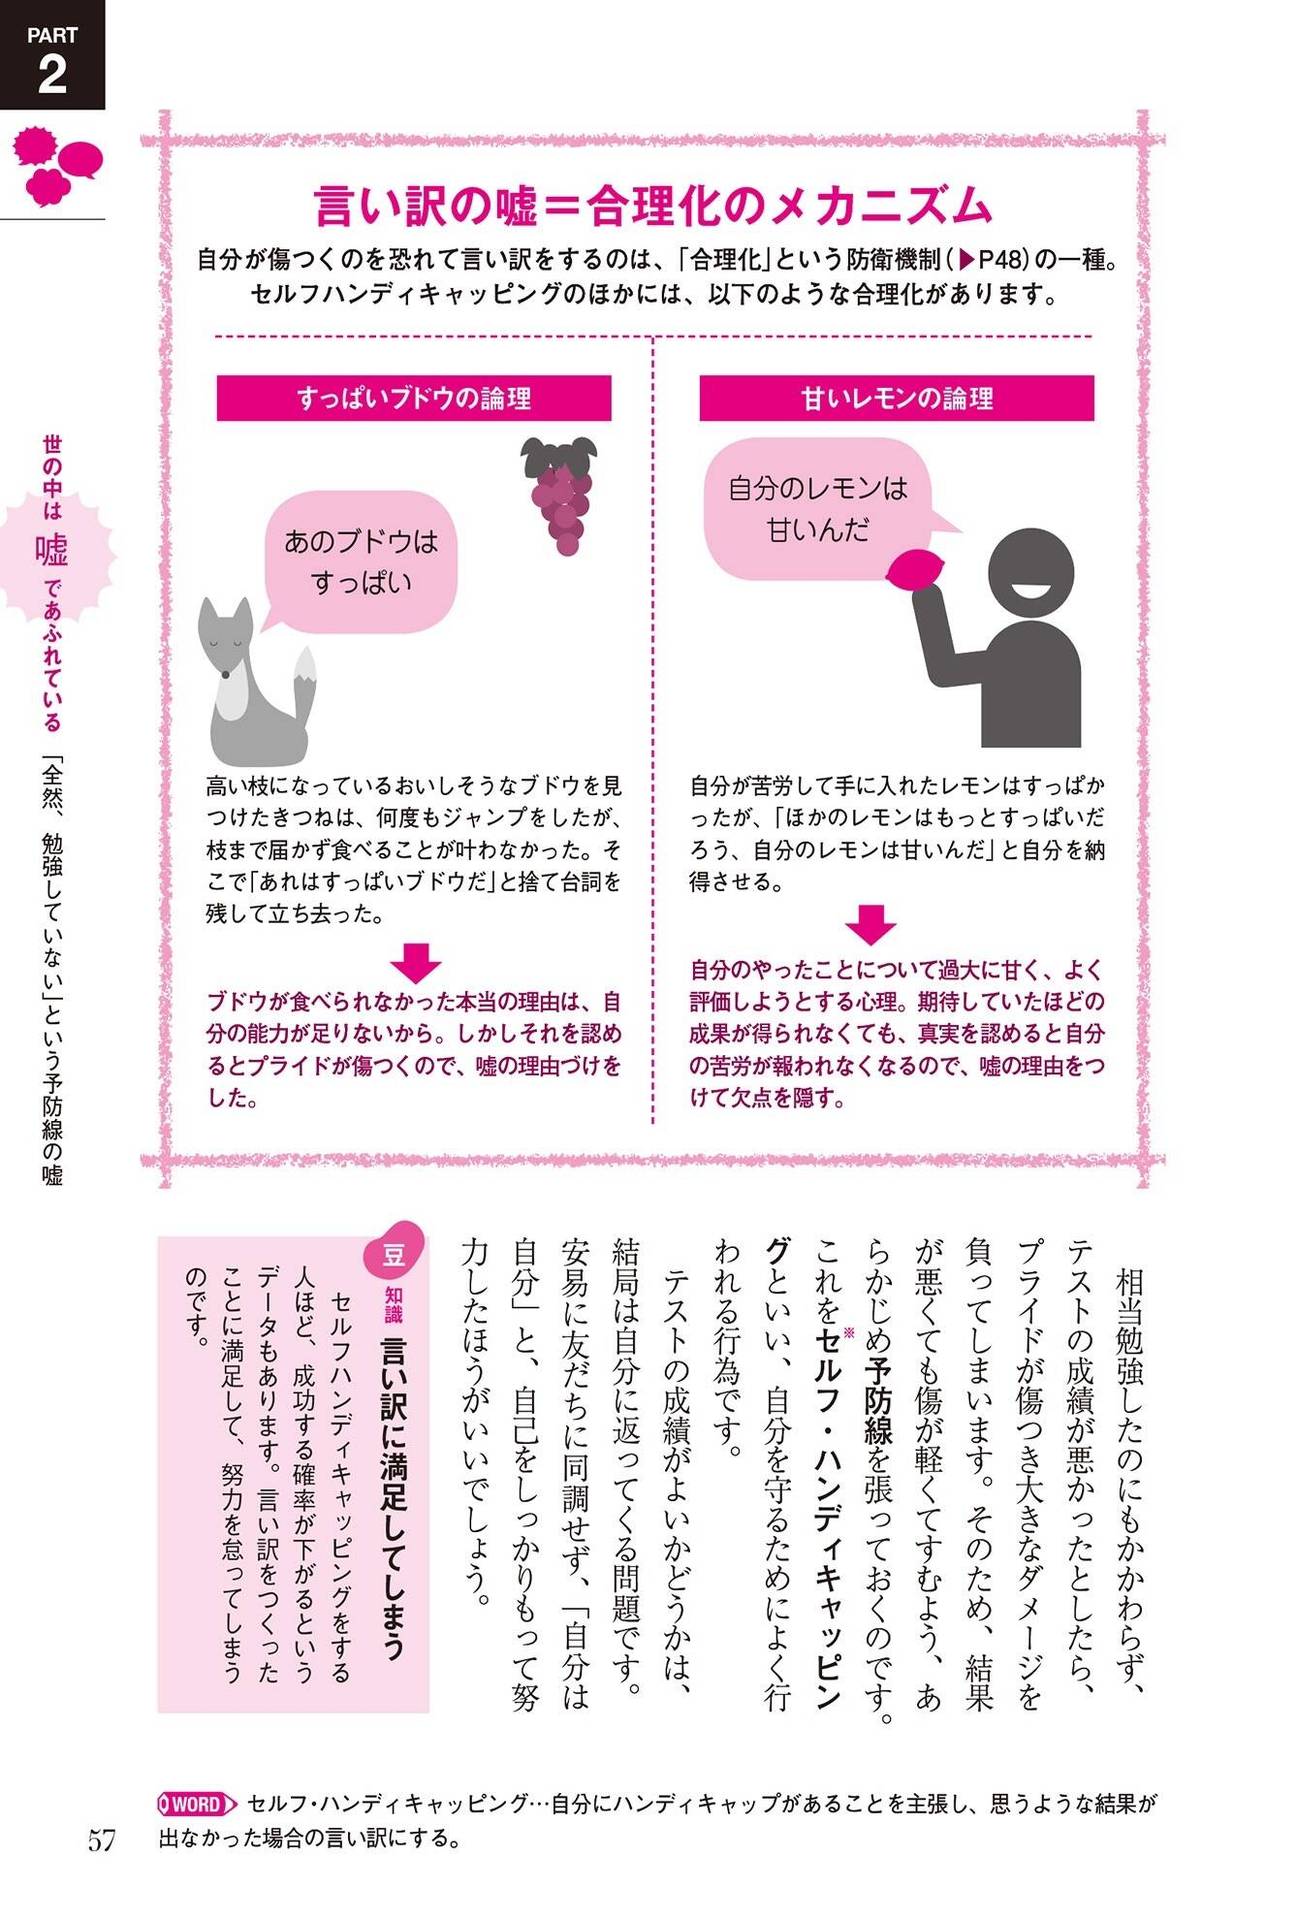 PART
2
世の中は 嘘 であふれている 「全然、勉強していない」という予防線の嘘
言い訳の嘘＝合理化のメカニズム
自分が傷つくのを恐れて言い訳をするのは、「合理化」という防衛機制(▶P48)の一種。
セルフハンディキャッピングのほかには、以下のような合理化があります。
すっぱいブドウの論理
あのブドウは
すっぱい
高い枝になっているおいしそうなブドウを見
つけたきつねは、何度もジャンプをしたが、
枝まで届かず食べることが叶わなかった。そ
こで「あれはすっぱいブドウだ」と捨て台詞を
残して立ち去った。
ブドウが食べられなかった本当の理由は、自
分の能力が足りないから。しかしそれを認め
るとプライドが傷つくので、嘘の理由づけを
した。
甘いレモンの論理
自分のレモンは
甘いんだ
自分が苦労して手に入れたレモンはすっぱか
ったが、「ほかのレモンはもっとすっぱいだ
ろう、自分のレモンは甘いんだ」と自分を納
得させる。
自分のやったことについて過大に甘く、よく
評価しようとする心理。期待していたほどの
成果が得られなくても、真実を認めると自分
の苦労が報われなくなるので、嘘の理由をつ
けて欠点を隠す。
相当勉強したのにもかかわらず、
テストの成績が悪かったとしたら、
プライドが傷つき大きなダメージを
負ってしまいます。そのため、結果
が悪くても傷が軽くてすむよう、あ
らかじめ予防線を張っておくのです。
これをセルフ・ハンディキャッピン
※
グといい、自分を守るためによく行
われる行為です。
テストの成績がよいかどうかは、
結局は自分に返ってくる問題です。
安易に友だちに同調せず、「自分は
自分」と、自己をしっかりもって努
力したほうがいいでしょう。
豆知識 言い訳に満足してしまう
セルフハンディキャッピングをする
人ほど、成功する確率が下がるという
データもあります。言い訳をつくった
ことに満足して、努力を怠ってしまう
のです。
WORD セルフ・ハンディキャッピング…自分にハンディキャップがあることを主張し、思うような結果が
出なかった場合の言い訳にする。
57